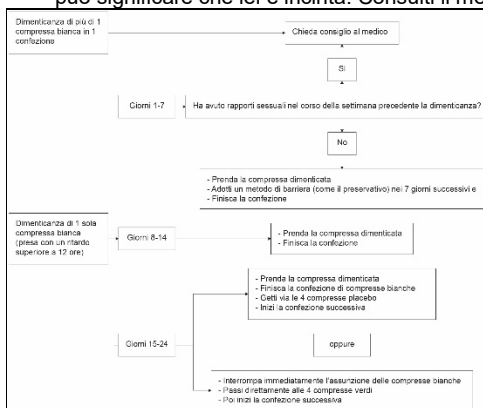 può significare che lei è incinta. Consulti il me
Dimenticanza di più di 1
compressa bianca in 1
confezione
Chieda consiglio al medico
Sì
Giorni 1-7
Ha avuto rapporti sessuali nel corso della settimana precedente la dimenticanza?
No
- Prenda la compressa dimenticata
- Adotti un metodo di barriera (come il preservativo) nei 7 giorni successivi e
- Finisca la confezione
Dimenticanza di 1 sola
compressa bianca
(presa con un ritardo
superiore a 12 ore)
Giorni 8-14
- Prenda la compressa dimenticata
- Finisca la confezione
- Prenda la compressa dimenticata
- Finisca la confezione di compresse bianche
- Getti via le 4 compresse placebo
- Inizi la confezione successiva
Giorni 15-24
oppure
- Interrompa immediatamente l'assunzione delle compresse bianche
- Passi direttamente alle 4 compresse verdi
- Poi inizi la confezione successiva